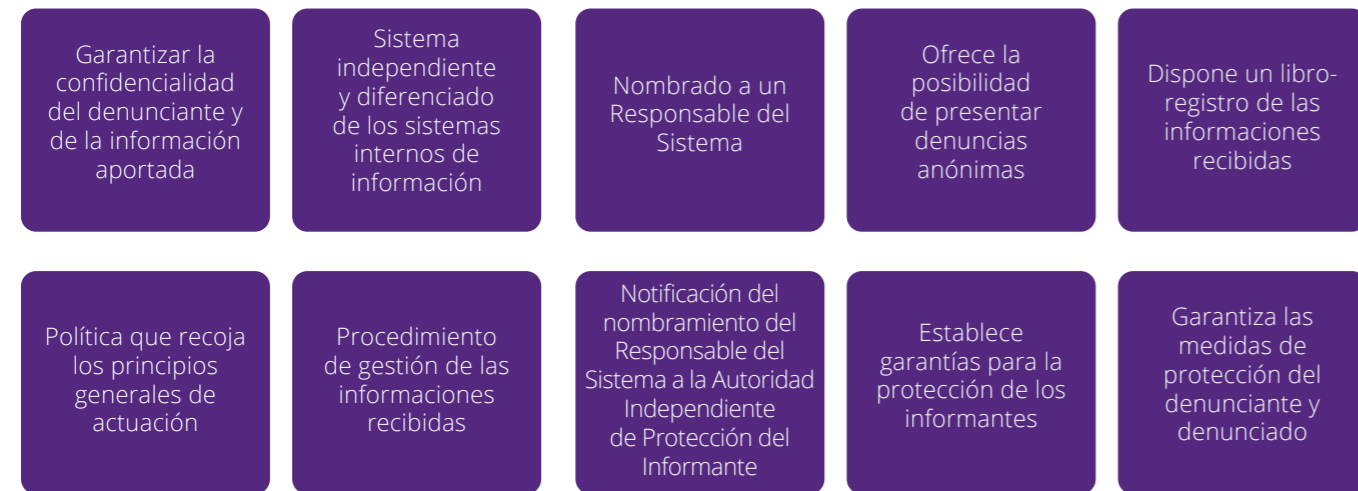 Garantizar la
confidencialidad
del denunciante y
de la información
aportada
Sistema
independiente
y diferenciado
de los sistemas
internos de
información
Nombrado a un
Responsable del
Sistema
Ofrece la
posibilidad
de presentar
denuncias
anónimas
Dispone un libro-
registro de las
informaciones
recibidas
Política que recoja
los principios
generales de
actuación
Procedimiento
de gestión de las
informaciones
recibidas
Notificación del
nombramiento del
Responsable del
Sistema a la Autoridad
Independiente
de Protección del
Informante
Establece
garantías para la
protección de los
informantes
Garantiza las
medidas de
protección del
denunciante y
denunciado